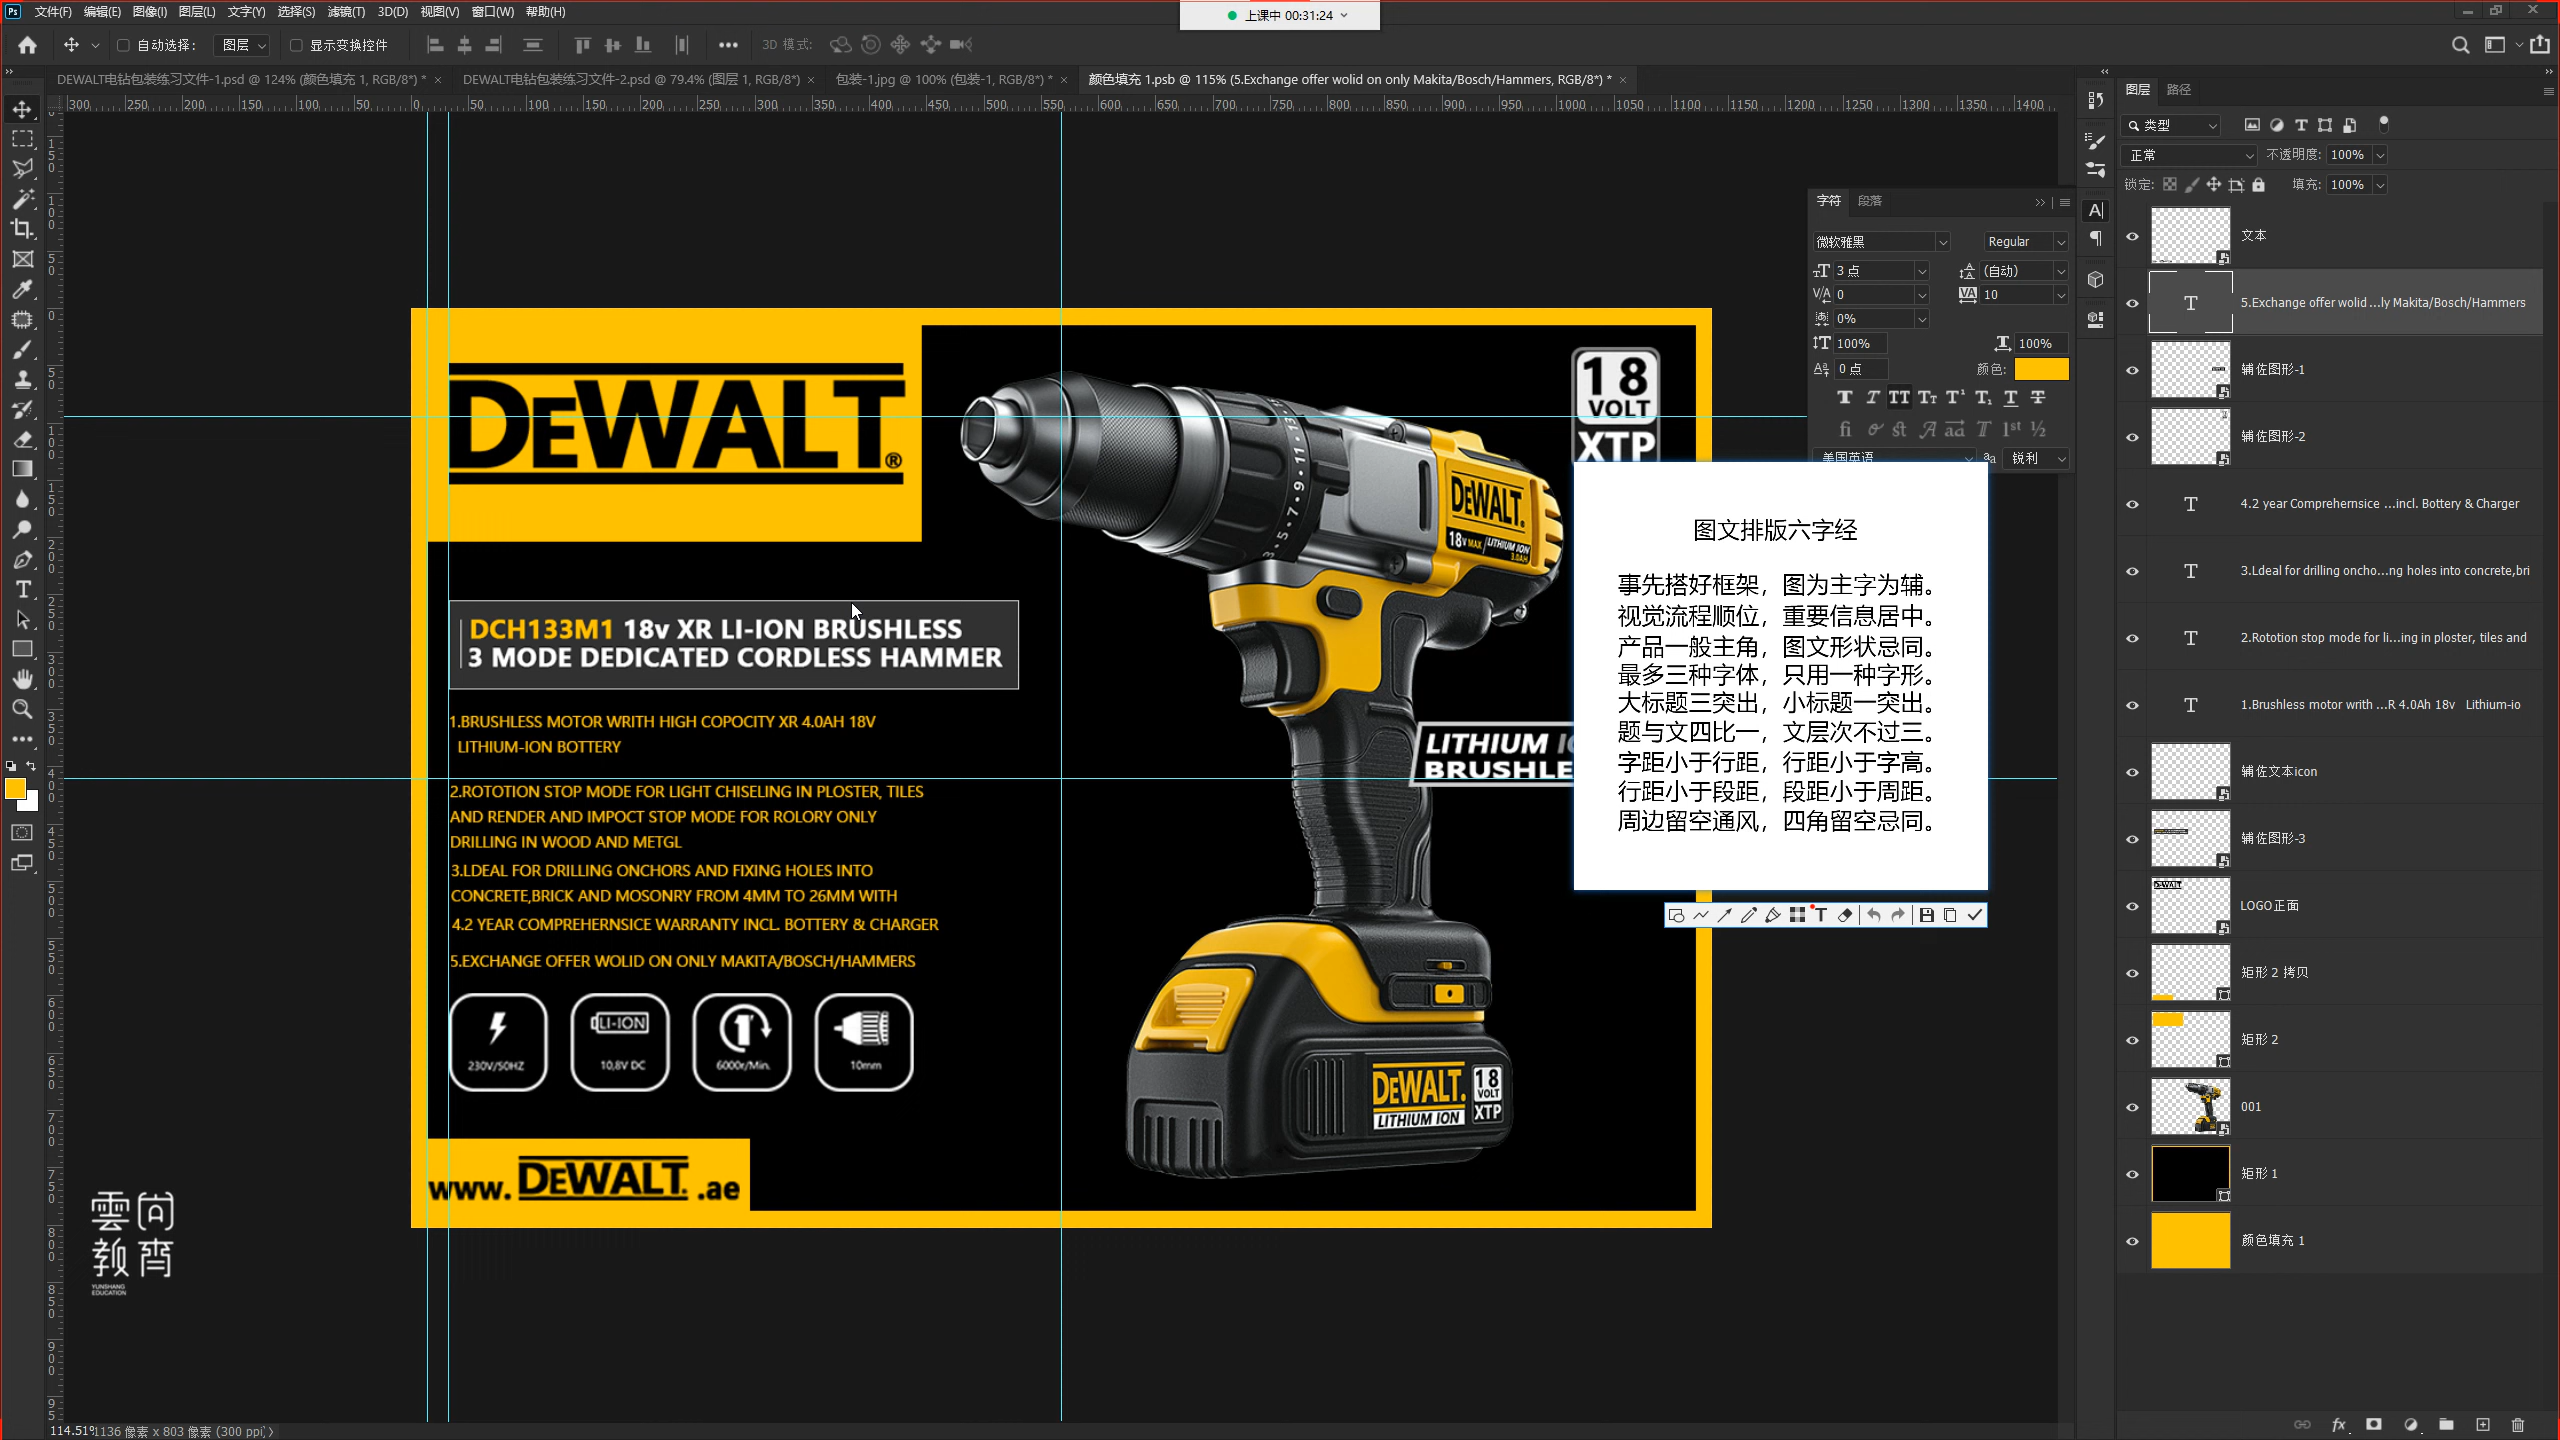 文件(F) 编辑(E) 图像(I) 图层(L) 文字(Y) 选择(S) 滤镜(T) 3D(D) 视图(V) 窗口(W) 帮助(H)
上课中 00:31:24
自动选择: 图层 显示变换控件 3D 模式:
DEWALT电钻包装练习文件-1.psd @ 124% (颜色填充 1, RGB/8*) * DEWALT电钻包装练习文件-2.psd @ 79.4% (图层 1, RGB/8*) 包装-1.jpg @ 100% (包装-1, RGB/8*) * 颜色填充 1.psb @ 115% (5.Exchange offer wolid on only Makita/Bosch/Hammers, RGB/8*) *
DEWALT®
18 VOLT
XTP
DEWALT.
18V MAX LITHIUM ION
3.0AH
DCH133M1 18v XR LI-ION BRUSHLESS
3 MODE DEDICATED CORDLESS HAMMER
1.BRUSHLESS MOTOR WRITH HIGH COPOCITY XR 4.0AH 18V
LITHIUM-ION BOTTERY
2.ROTOTION STOP MODE FOR LIGHT CHISELING IN PLOSTER, TILES
AND RENDER AND IMPOCT STOP MODE FOR ROLORY ONLY
DRILLING IN WOOD AND METGL
3.LDEAL FOR DRILLING ONCHORS AND FIXING HOLES INTO
CONCRETE,BRICK AND MOSONRY FROM 4MM TO 26MM WITH
4.2 YEAR COMPREHERNSICE WARRANTY INCL. BOTTERY & CHARGER
5.EXCHANGE OFFER WOLID ON ONLY MAKITA/BOSCH/HAMMERS
LITHIUM
BRUSHLE
LI-ION
230V/50HZ 10,8V DC 6000r/Min. 10mm
DEWALT. 18 VOLT
LITHIUM ION XTP
www. DEWALT. .ae
雲尚
教育
YUNSHANG
EDUCATION
图文排版六字经
事先搭好框架，图为主字为辅。
视觉流程顺位，重要信息居中。
产品一般主角，图文形状忌同。
最多三种字体，只用一种字形。
大标题三突出，小标题一突出。
题与文四比一，文层次不过三。
字距小于行距，行距小于字高。
行距小于段距，段距小于周距。
周边留空通风，四角留空忌同。
字符 段落
微软雅黑 Regular
3 点 (自动)
0 10
0%
100% 100%
0 点 颜色:
美国英语 锐利
图层 路径
类型
正常 不透明度: 100%
锁定: 填充: 100%
文本
5.Exchange offer wolid ...ly Makita/Bosch/Hammers
辅佐图形-1
辅佐图形-2
4.2 year Comprehernsice ...incl. Bottery & Charger
3.Ldeal for drilling oncho...ng holes into concrete,bri
2.Rototion stop mode for li...ing in ploster, tiles and
1.Brushless motor writh ...R 4.0Ah 18v Lithium-io
辅佐文本icon
辅佐图形-3
LOGO正面
矩形 2 拷贝
矩形 2
001
矩形 1
颜色填充 1
114.51% 1136 像素 x 803 像素 (300 ppi)